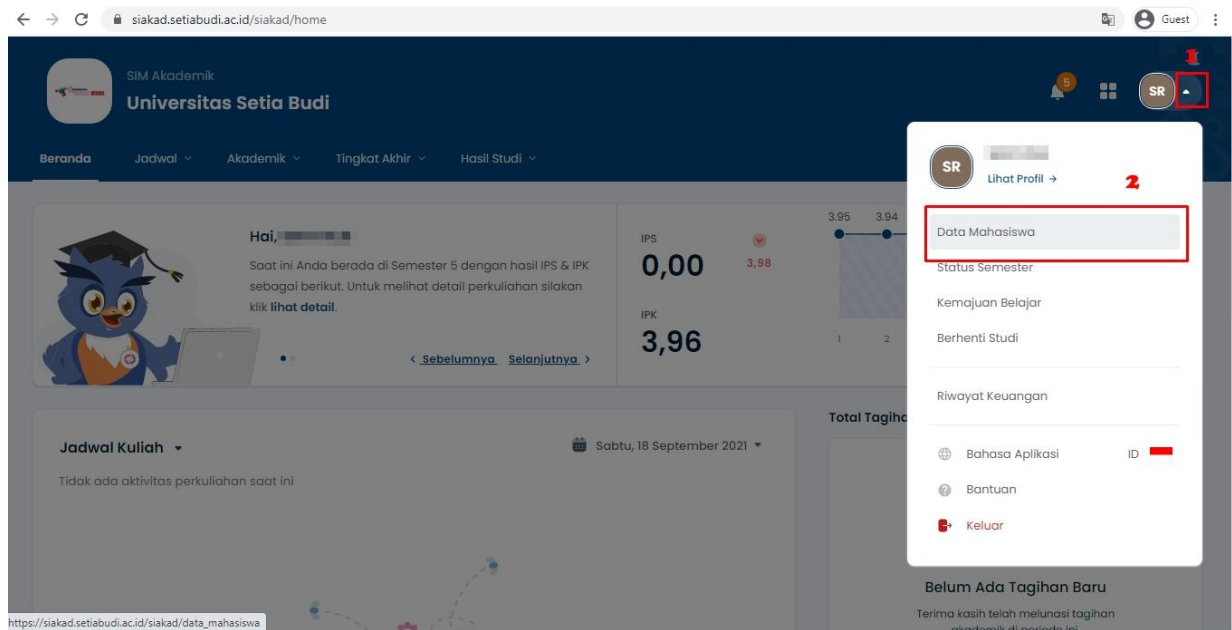 siakad.setiabudi.ac.id/siakad/home
Guest
1
SIM Akademik
Universitas Setia Budi
5
SR
Beranda Jadwal Akademik Tingkat Akhir Hasil Studi
SR
Lihat Profil →
2
Data Mahasiswa
Status Semester
Kemajuan Belajar
Berhenti Studi
Riwayat Keuangan
Bahasa Aplikasi ID
Bantuan
Keluar
Hai,
Saat ini Anda berada di Semester 5 dengan hasil IPS & IPK
sebagai berikut. Untuk melihat detail perkuliahan silakan
klik lihat detail.
< Sebelumnya Selanjutnya >
IPS
0,00 3,98
IPK
3,96
3.95 3.94
1 2
Jadwal Kuliah
Sabtu, 18 September 2021
Tidak ada aktivitas perkuliahan saat ini
Total Tagiha
Belum Ada Tagihan Baru
Terima kasih telah melunasi tagihan
akademik di periode ini
https://siakad.setiabudi.ac.id/siakad/data_mahasiswa